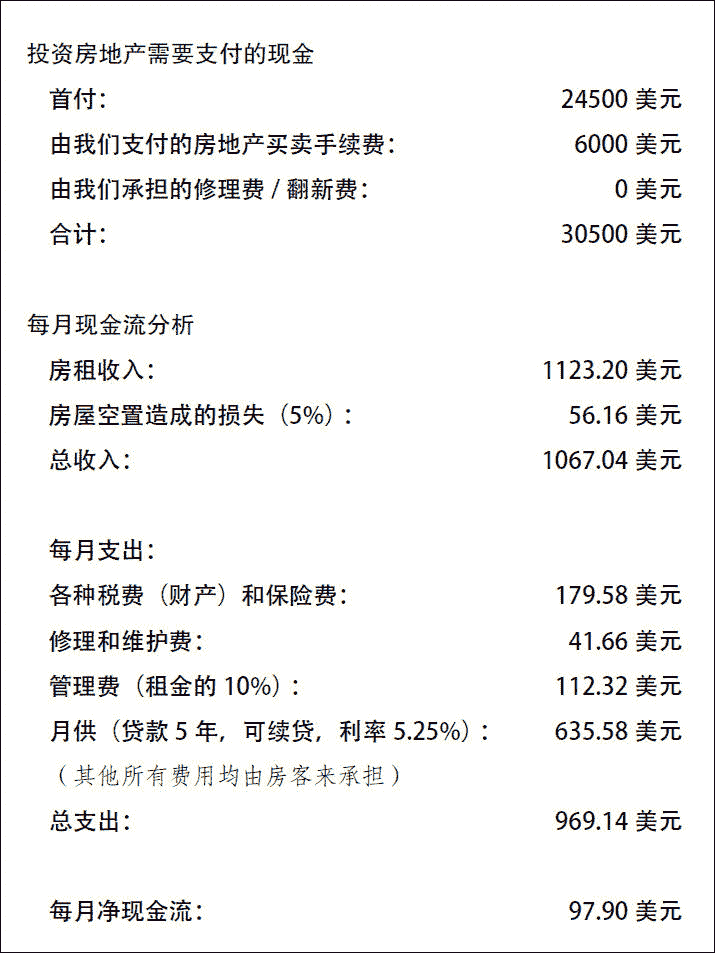 投资房地产需要支付的现金
首付： 24500 美元
由我们支付的房地产买卖手续费： 6000 美元
由我们承担的修理费 / 翻新费： 0 美元
合计： 30500 美元
每月现金流分析
房租收入： 1123.20 美元
房屋空置造成的损失（5%）： 56.16 美元
总收入： 1067.04 美元
每月支出：
各种税费（财产）和保险费： 179.58 美元
修理和维护费： 41.66 美元
管理费（租金的 10%）： 112.32 美元
月供（贷款 5 年，可续贷，利率 5.25%）： 635.58 美元
（其他所有费用均由房客来承担）
总支出： 969.14 美元
每月净现金流： 97.90 美元